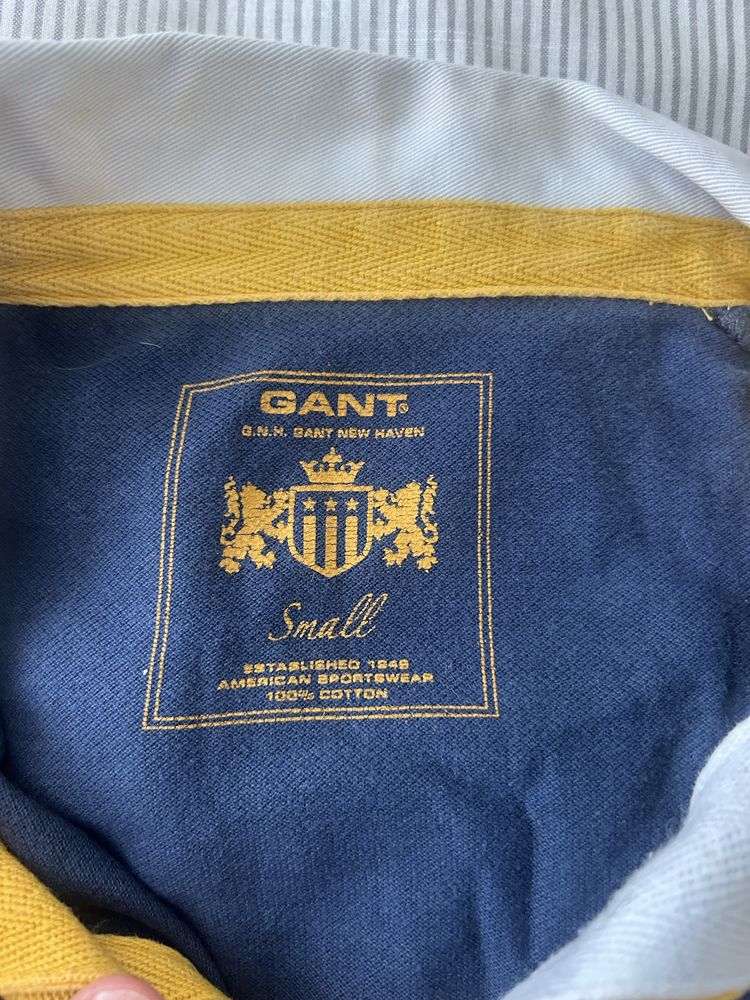 GANT®
G.N.H. GANT NEW HAVEN
Small
ESTABLISHED 1949
AMERICAN SPORTSWEAR
100% COTTON